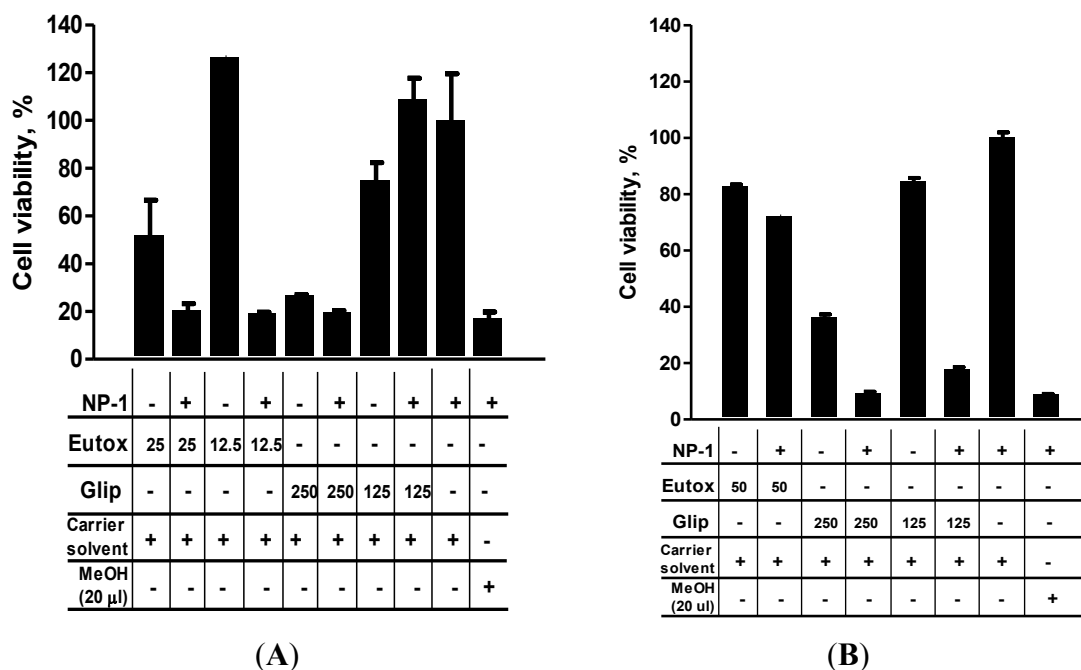 140
120
100
80
60
40
20
0
Cell viability, %
NP-1 - + - + - + - + + +
Eutox 25 25 12.5 12.5 - - - - - -
Glip - - - - 250 250 125 125 - -
Carrier solvent + + + + + + + + + -
MeOH (20 µl) - - - - - - - - - +
(A)
140
120
100
80
60
40
20
0
Cell viability, %
NP-1 - + - + - + + +
Eutox 50 50 - - - - - -
Glip - - 250 250 125 125 - -
Carrier solvent + + + + + + + -
MeOH (20 ul) - - - - - - - +
(B)